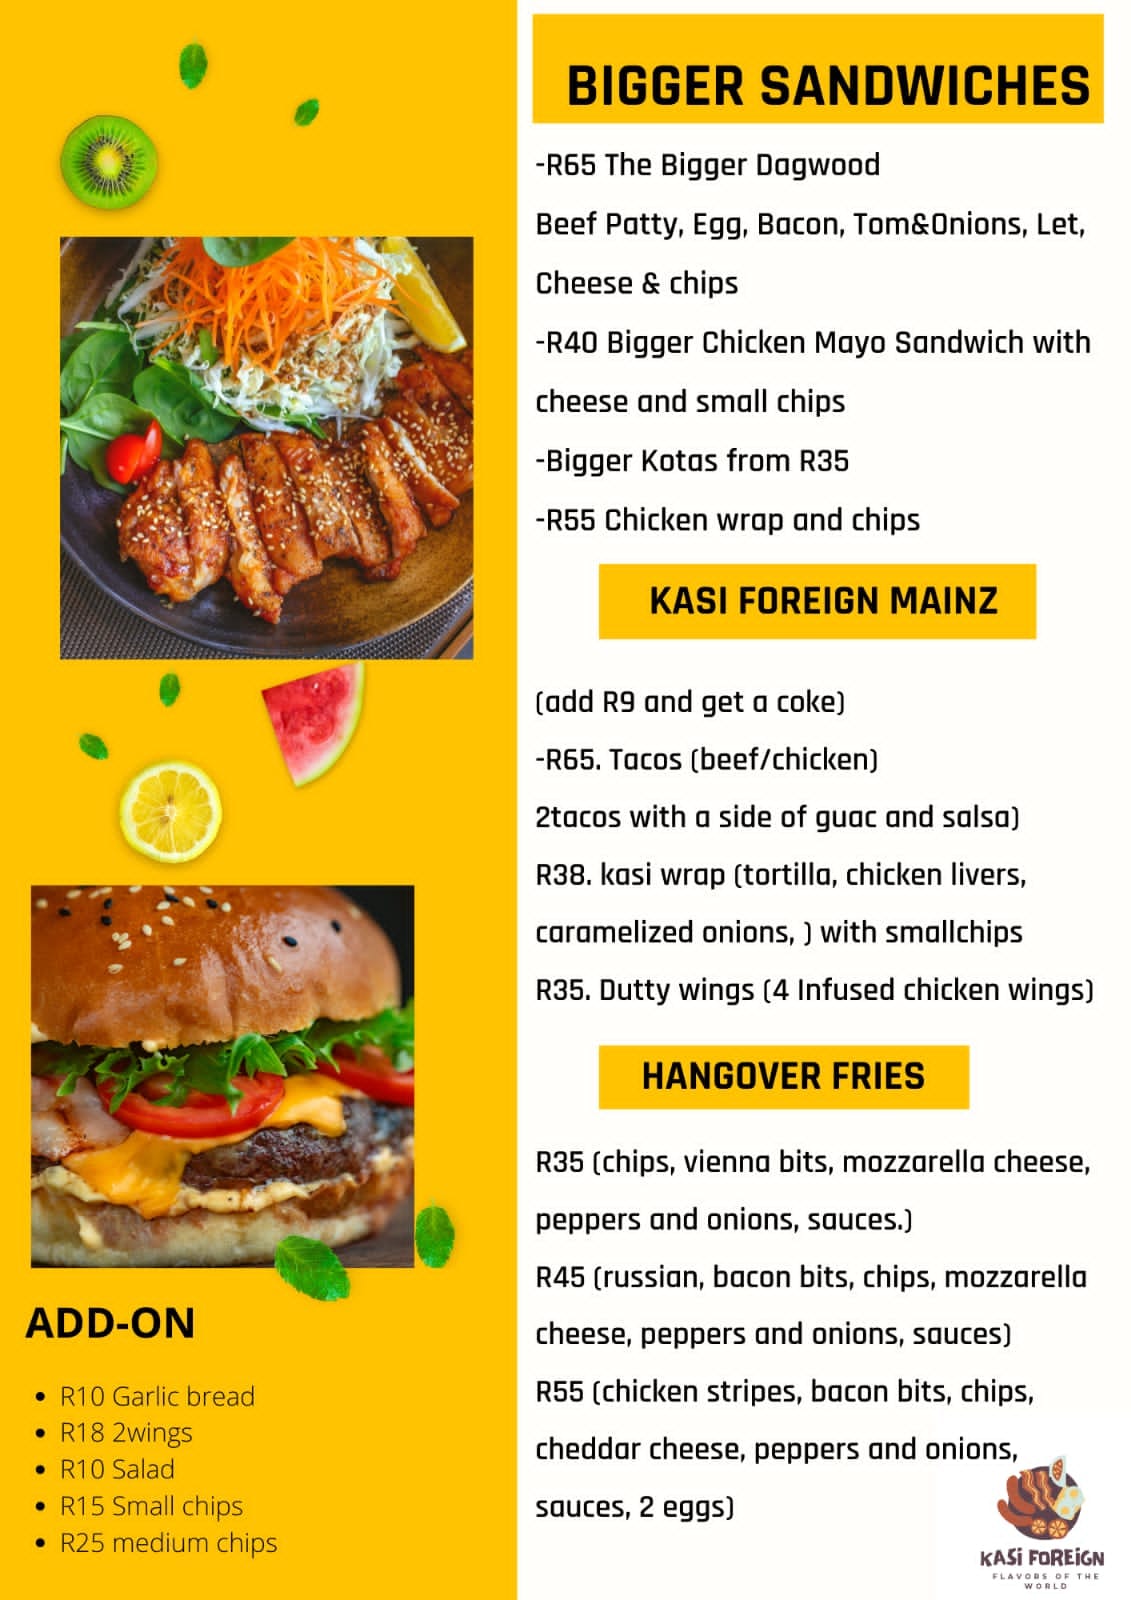 BIGGER SANDWICHES
-R65 The Bigger Dagwood
Beef Patty, Egg, Bacon, Tom&Onions, Let,
Cheese & chips
-R40 Bigger Chicken Mayo Sandwich with
cheese and small chips
-Bigger Kotas from R35
-R55 Chicken wrap and chips
KASI FOREIGN MAINZ
(add R9 and get a coke)
-R65. Tacos (beef/chicken)
2tacos with a side of guac and salsa)
R38. kasi wrap (tortilla, chicken livers,
caramelized onions, ) with smallchips
R35. Dutty wings (4 Infused chicken wings)
HANGOVER FRIES
R35 (chips, vienna bits, mozzarella cheese,
peppers and onions, sauces.)
R45 (russian, bacon bits, chips, mozzarella
cheese, peppers and onions, sauces)
R55 (chicken stripes, bacon bits, chips,
cheddar cheese, peppers and onions,
sauces, 2 eggs)
ADD-ON
• R10 Garlic bread
• R18 2wings
• R10 Salad
• R15 Small chips
• R25 medium chips
KASi FOREiGN
FLAVORS OF THE
WORLD